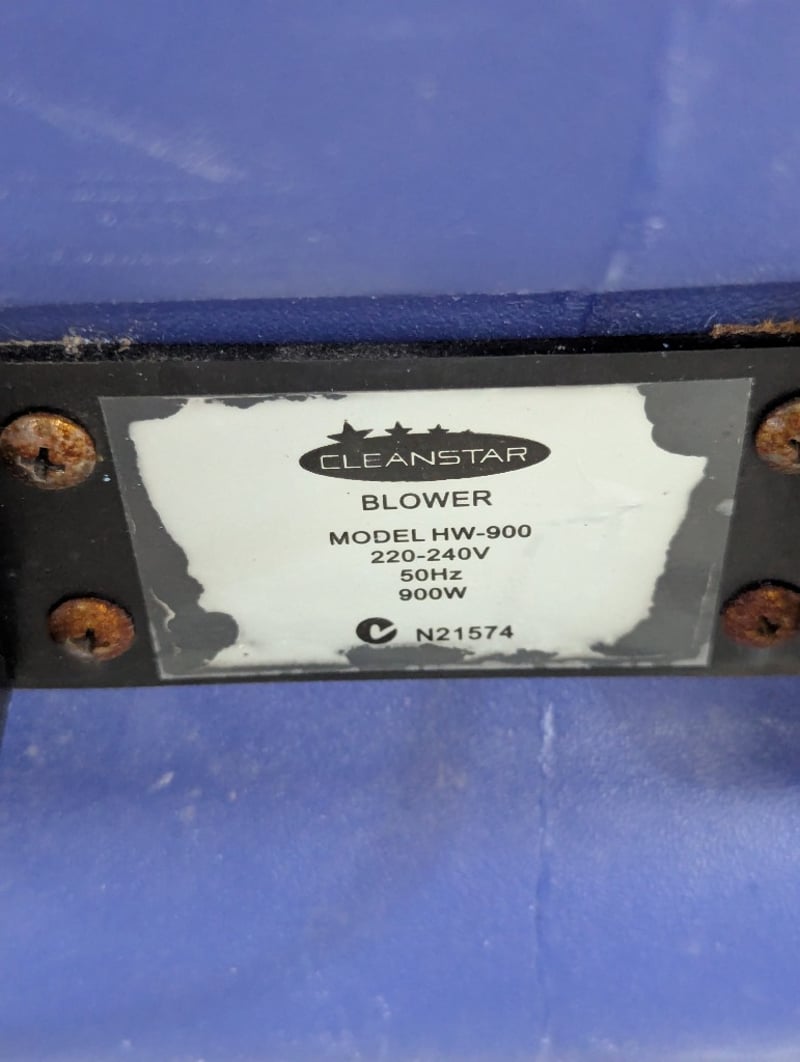 CLEANSTAR
BLOWER
MODEL HW-900
220-240V
50Hz
900W
N21574